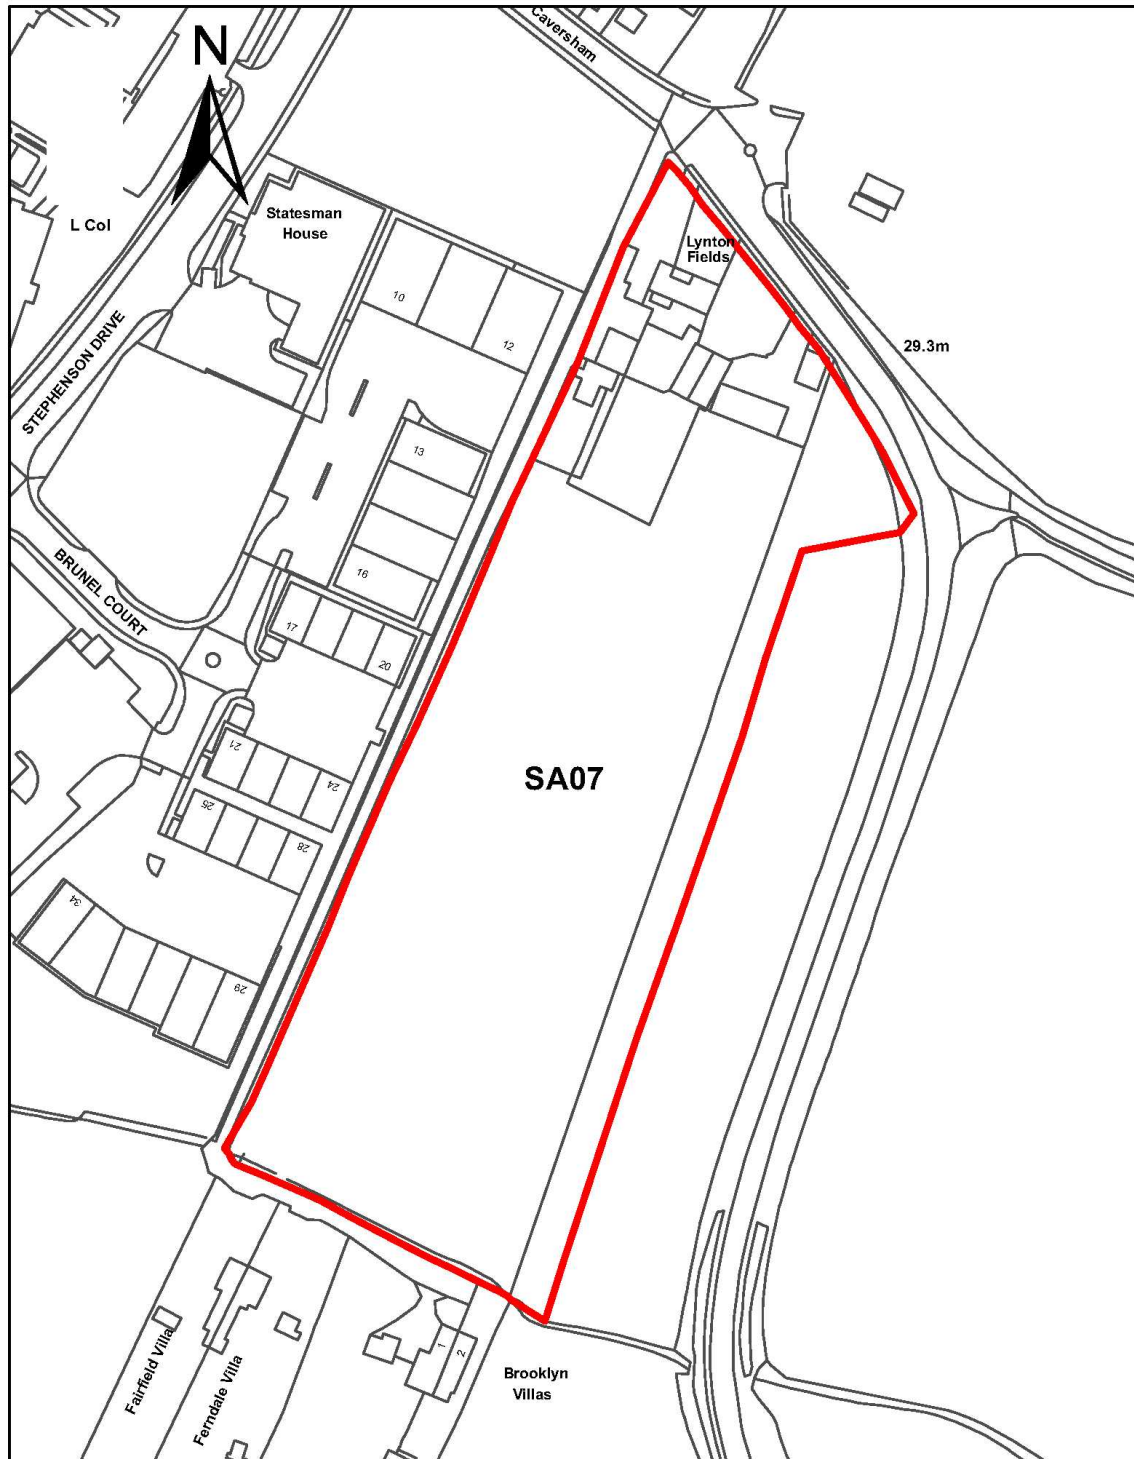 Caversham
N
L Col
Statesman
House
Lynton
Fields
10
12
29.3m
STEPHENSON DRIVE
13
16
BRUNEL COURT
17
20
21
24
SA07
25
28
34
29
Fairfield Villa
Ferndale Villa
1
2
Brooklyn
Villas